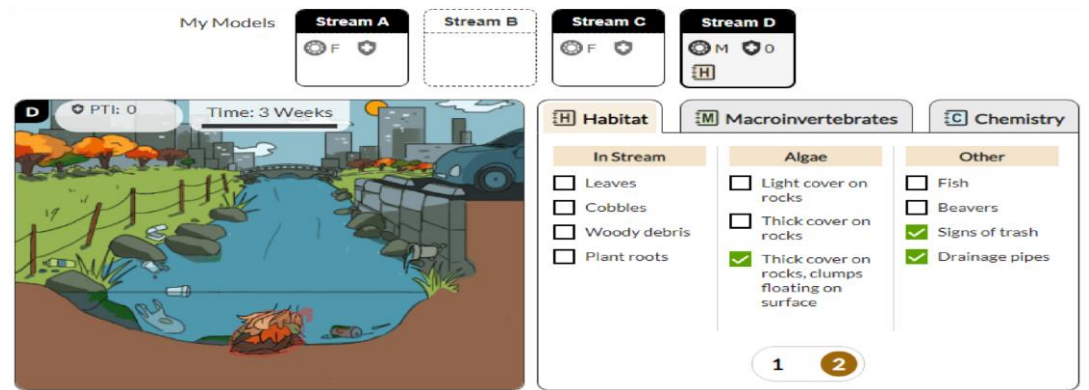 My Models
Stream A
F
Stream B
Stream C
F
Stream D
M 0
H
D
PTI: 0
Time: 3 Weeks
H Habitat
M Macroinvertebrates
C Chemistry
In Stream
Leaves
Cobbles
Woody debris
Plant roots
Algae
Light cover on
rocks
Thick cover on
rocks
Thick cover on
rocks, clumps
floating on
surface
Other
Fish
Beavers
Signs of trash
Drainage pipes
1 2